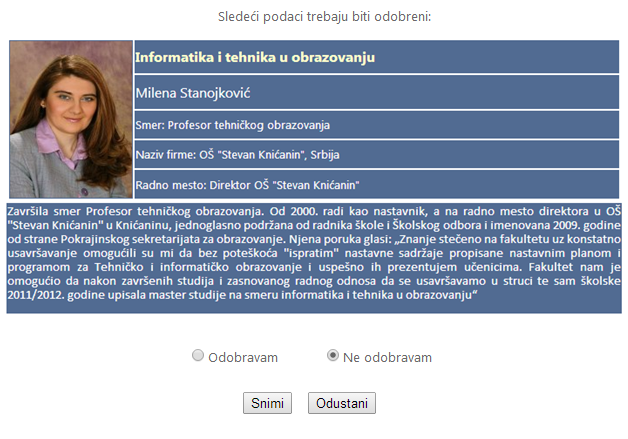 Sledeći podaci trebaju biti odobreni:
Informatika i tehnika u obrazovanju
Milena Stanojković
Smer: Profesor tehničkog obrazovanja
Naziv firme: OŠ "Stevan Knićanin", Srbija
Radno mesto: Direktor OŠ "Stevan Knićanin"
Završila smer Profesor tehničkog obrazovanja. Od 2000. radi kao nastavnik, a na radno mesto direktora u OŠ
"Stevan Knićanin" u Knićaninu, jednoglasno podržana od radnika škole i Školskog odbora i imenovana 2009. godine
od strane Pokrajinskog sekretarijata za obrazovanje. Njena poruka glasi: „Znanje stečeno na fakultetu uz konstatno
usavršavanje omogućili su mi da bez poteškoća "ispratim" nastavne sadržaje propisane nastavnim planom i
programom za Tehničko i informatičko obrazovanje i uspešno ih prezentujem učenicima. Fakultet nam je
omogućio da nakon završenih studija i zasnovanog radnog odnosa da se usavršavamo u struci te sam školske
2011/2012. godine upisala master studije na smeru informatika i tehnika u obrazovanju“
Odobravam Ne odobravam
Snimi Odustani